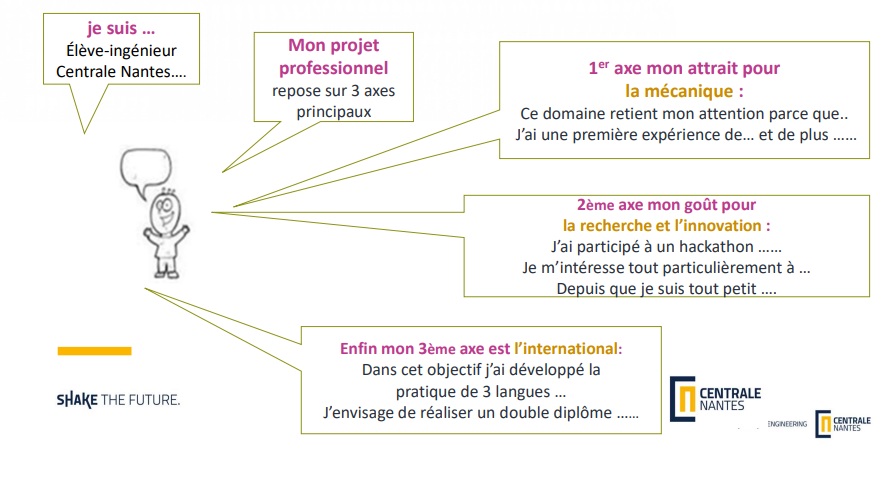 je suis …
Élève-ingénieur
Centrale Nantes....
Mon projet
professionnel
repose sur 3 axes
principaux
1er axe mon attrait pour
la mécanique :
Ce domaine retient mon attention parce que..
J’ai une première expérience de… et de plus ……
2ème axe mon goût pour
la recherche et l’innovation :
J’ai participé à un hackathon ……
Je m’intéresse tout particulièrement à …
Depuis que je suis tout petit ….
Enfin mon 3ème axe est l’international:
Dans cet objectif j’ai développé la
pratique de 3 langues …
J’envisage de réaliser un double diplôme ……
SHAKE THE FUTURE.
CENTRALE
NANTES
ENGINEERING
CENTRALE
NANTES